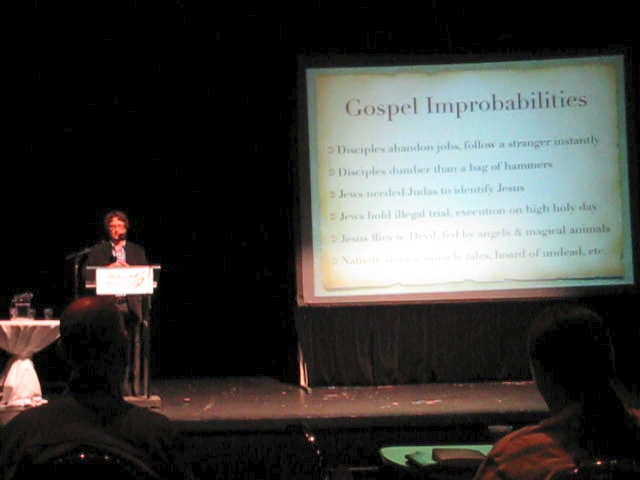 Gospel Improbabilities
Disciples abandon jobs, follow a stranger instantly
Disciples dumber than a bag of hammers
Jews needed Judas to identify Jesus
Jews hold illegal trial, execution on high holy day
Jesus flies w. Devil, fed by angels & magical animals
Nativity stories, miracle tales, hoard of undead, etc.